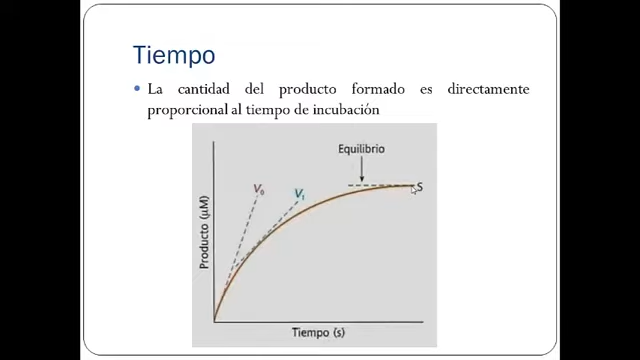 Tiempo
La cantidad del producto formado es directamente
proporcional al tiempo de incubación
Equilibrio
V₀
V₁
S
Producto (μM)
Tiempo (s)